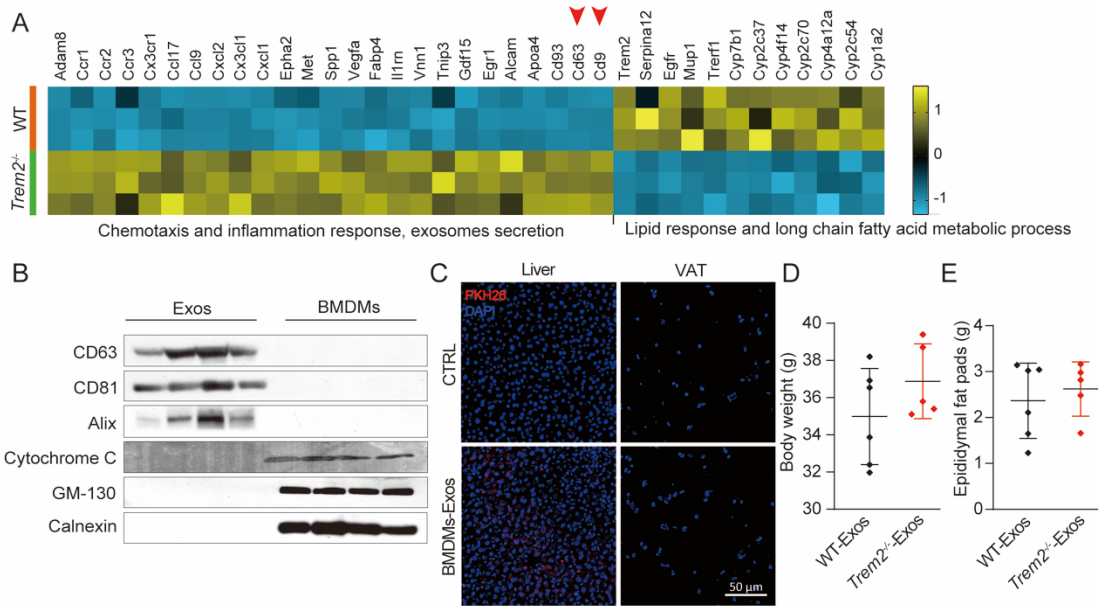 A
Adam8
Ccr1
Ccr2
Ccr3
Cx3cr1
Ccl17
Ccl9
Cxcl2
Cx3cl1
Cxcl1
Epha2
Met
Spp1
Vegfa
Fabp4
Il1rn
Vnn1
Tnip3
Gdf15
Egr1
Alcam
Apoa4
Cd93
Cd63
Cd9
Trem2
Serpina12
Egfr
Mup1
Trerf1
Cyp7b1
Cyp2c37
Cyp4f14
Cyp2c70
Cyp4a12a
Cyp2c54
Cyp1a2
WT
Trem2-/-
1
0
-1
Chemotaxis and inflammation response, exosomes secretion
Lipid response and long chain fatty acid metabolic process
B
Exos BMDMs
CD63
CD81
Alix
Cytochrome C
GM-130
Calnexin
C
Liver VAT
PKH26
DAPI
CTRL
BMDMs-Exos
50 µm
D
Body weight (g)
40
38
36
34
32
30
WT-Exos
Trem2-/-Exos
E
Epididymal fat pads (g)
4
3
2
1
0
WT-Exos
Trem2-/-Exos